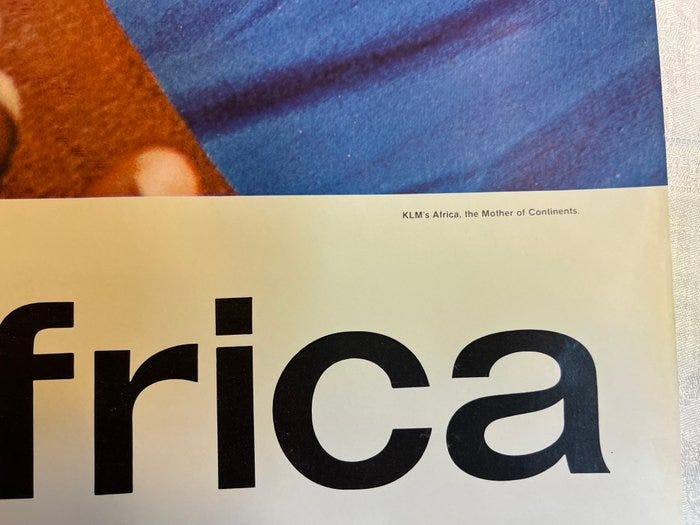 KLM's Africa, the Mother of Continents.
frica